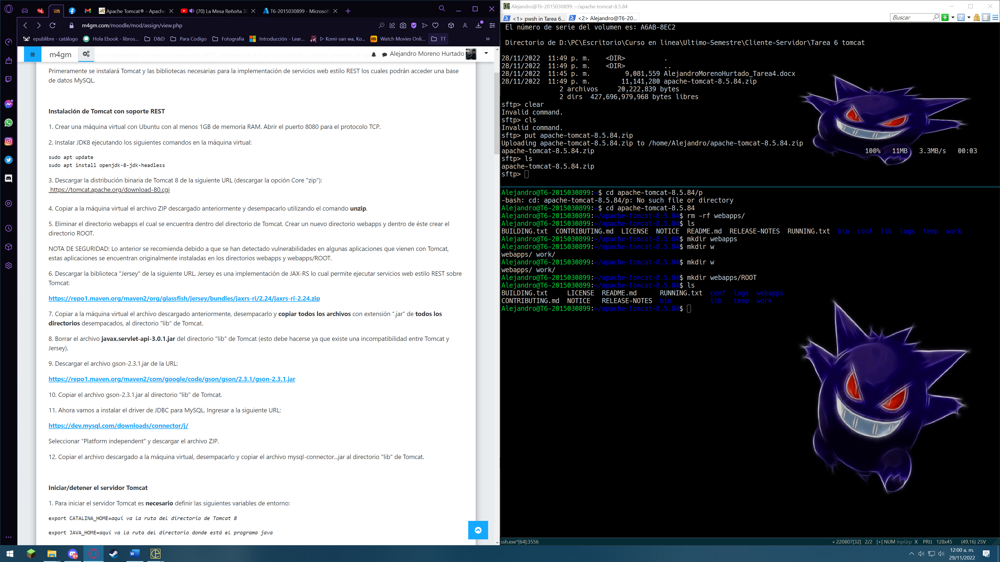 Apache Tomcat® - Apache
(70) La Mesa Reñoña 32
T6-2015030899 - Microsoft
m4gm.com/moodle/mod/assign/view.php
epublibre - catálogo
Hola Ebook - libros...
D&D
Para Codigo
Fotografia
Introducción - Lear...
▷ Komi-san wa, Ko...
HD
Watch Movies Onli...
TT
»
m4gm
Alejandro Moreno Hurtado
a implementar un servicio web estilo REST utilizando el API de Java JAX-RS sobre el servidor de
Primeramente se instalará Tomcat y las bibliotecas necesarias para la implementación de servicios web estilo REST los cuales podrán acceder una base
de datos MySQL.
Instalación de Tomcat con soporte REST
1. Crear una máquina virtual con Ubuntu con al menos 1GB de memoria RAM. Abrir el puerto 8080 para el protocolo TCP.
2. Instalar JDK8 ejecutando los siguientes comandos en la máquina virtual:
sudo apt update
sudo apt install openjdk-8-jdk-headless
3. Descargar la distribución binaria de Tomcat 8 de la siguiente URL (descargar la opción Core "zip"):
https://tomcat.apache.org/download-80.cgi
4. Copiar a la máquina virtual el archivo ZIP descargado anteriormente y desempacarlo utilizando el comando unzip.
5. Eliminar el directorio webapps el cual se encuentra dentro del directorio de Tomcat. Crear un nuevo directorio webapps y dentro de éste crear el
directorio ROOT.
NOTA DE SEGURIDAD: Lo anterior se recomienda debido a que se han detectado vulnerabilidades en algunas aplicaciones que vienen con Tomcat,
estas aplicaciones se encuentran originalmente instaladas en los directorios webapps y webapps/ROOT.
6. Descargar la biblioteca "Jersey" de la siguiente URL. Jersey es una implementación de JAX-RS lo cual permite ejecutar servicios web estilo REST sobre
Tomcat:
https://repo1.maven.org/maven2/org/glassfish/jersey/bundles/jaxrs-ri/2.24/jaxrs-ri-2.24.zip
7. Copiar a la máquina virtual el archivo descargado anteriormente, desempacarlo y copiar todos los archivos con extensión “.jar“ de todos los
directorios desempacados, al directorio "lib" de Tomcat.
8. Borrar el archivo javax.servlet-api-3.0.1.jar del directorio "lib" de Tomcat (esto debe hacerse ya que existe una incompatibilidad entre Tomcat y
Jersey).
9. Descargar el archivo gson-2.3.1.jar de la URL:
https://repo1.maven.org/maven2/com/google/code/gson/gson/2.3.1/gson-2.3.1.jar
10. Copiar el archivo gson-2.3.1.jar al directorio "lib" de Tomcat.
11. Ahora vamos a instalar el driver de JDBC para MySQL. Ingresar a la siguiente URL:
https://dev.mysql.com/downloads/connector/j/
Seleccionar “Platform independent" y descargar el archivo ZIP.
12. Copiar el archivo descargado a la máquina virtual, desempacarlo y copiar el archivo mysql-connector...jar al directorio "lib" de Tomcat.
Iniciar/detener el servidor Tomcat
1. Para iniciar el servidor Tomcat es necesario definir las siguientes variables de entorno:
export CATALINA_HOME=aquí va la ruta del directorio de Tomcat 8
export JAVA_HOME=aquí va la ruta del directorio donde está el programa java
Alejandro@T6-2015030899: ~/apache-tomcat-8.5.84
<1> pwsh in Tarea 6...
<2> Alejandro@T6-20...
Buscar
El número de serie del volumen es: A6AB-8EC2
Directorio de D:\PC\Escritorio\Curso en linea\Ultimo-Semestre\Cliente-Servidor\Tarea 6 tomcat
28/11/2022 11:49 p. m. <DIR> .
28/11/2022 11:49 p. m. <DIR> ..
28/11/2022 11:45 p. m. 9,081,559 AlejandroMorenoHurtado_Tarea4.docx
28/11/2022 11:49 p. m. 11,141,280 apache-tomcat-8.5.84.zip
2 archivos 20,222,839 bytes
2 dirs 427,696,979,968 bytes libres
sftp> clear
Invalid command.
sftp> cls
Invalid command.
sftp> put apache-tomcat-8.5.84.zip
Uploading apache-tomcat-8.5.84.zip to /home/Alejandro/apache-tomcat-8.5.84.zip
apache-tomcat-8.5.84.zip 100% 11MB 3.3MB/s 00:03
sftp> ls
apache-tomcat-8.5.84.zip
sftp>
Alejandro@T6-2015030899:~$ cd apache-tomcat-8.5.84/p
-bash: cd: apache-tomcat-8.5.84/p: No such file or directory
Alejandro@T6-2015030899:~$ cd apache-tomcat-8.5.84
Alejandro@T6-2015030899:~/apache-tomcat-8.5.84$ rm -rf webapps/
Alejandro@T6-2015030899:~/apache-tomcat-8.5.84$ ls
BUILDING.txt CONTRIBUTING.md LICENSE NOTICE README.md RELEASE-NOTES RUNNING.txt bin conf lib logs temp work
Alejandro@T6-2015030899:~/apache-tomcat-8.5.84$ mkdir webapps
Alejandro@T6-2015030899:~/apache-tomcat-8.5.84$ mkdir w
webapps/ work/
Alejandro@T6-2015030899:~/apache-tomcat-8.5.84$ mkdir w
webapps/ work/
Alejandro@T6-2015030899:~/apache-tomcat-8.5.84$ mkdir webapps/ROOT
Alejandro@T6-2015030899:~/apache-tomcat-8.5.84$ ls
BUILDING.txt LICENSE README.md RUNNING.txt conf logs webapps
CONTRIBUTING.md NOTICE RELEASE-NOTES bin lib temp work
Alejandro@T6-2015030899:~/apache-tomcat-8.5.84$
ssh.exe*[64]:3556
« 220807[32] 2/2 [+] NUM InpGrp X PRI↕ 128x45 (49,16) 25V
9+
12:00 a. m.
29/11/2022